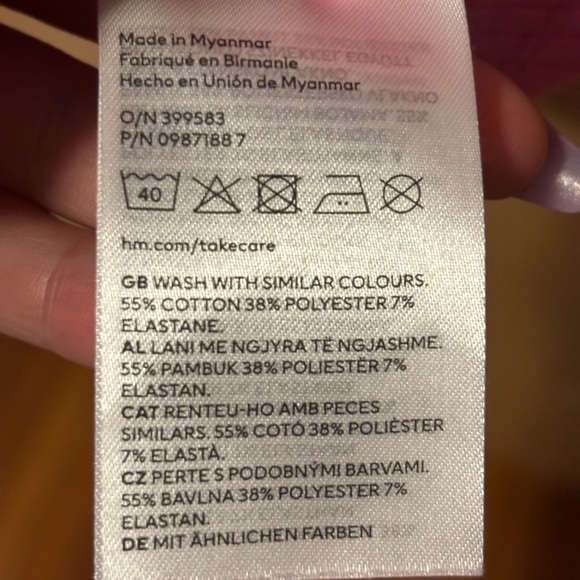 Made in Myanmar
Fabriqué en Birmanie
Hecho en Unión de Myanmar
O/N 399583
P/N 0987188 7
40
hm.com/takecare
GB WASH WITH SIMILAR COLOURS.
55% COTTON 38% POLYESTER 7%
ELASTANE.
AL LANI ME NGJYRA TË NGJASHME.
55% PAMBUK 38% POLIESTËR 7%
ELASTAN.
CAT RENTEU-HO AMB PECES
SIMILARS. 55% COTÓ 38% POLIÈSTER
7% ELASTÀ.
CZ PERTE S PODOBNÝMI BARVAMI.
55% BAVLNA 38% POLYESTER 7%
ELASTAN.
DE MIT ÄHNLICHEN FARBEN